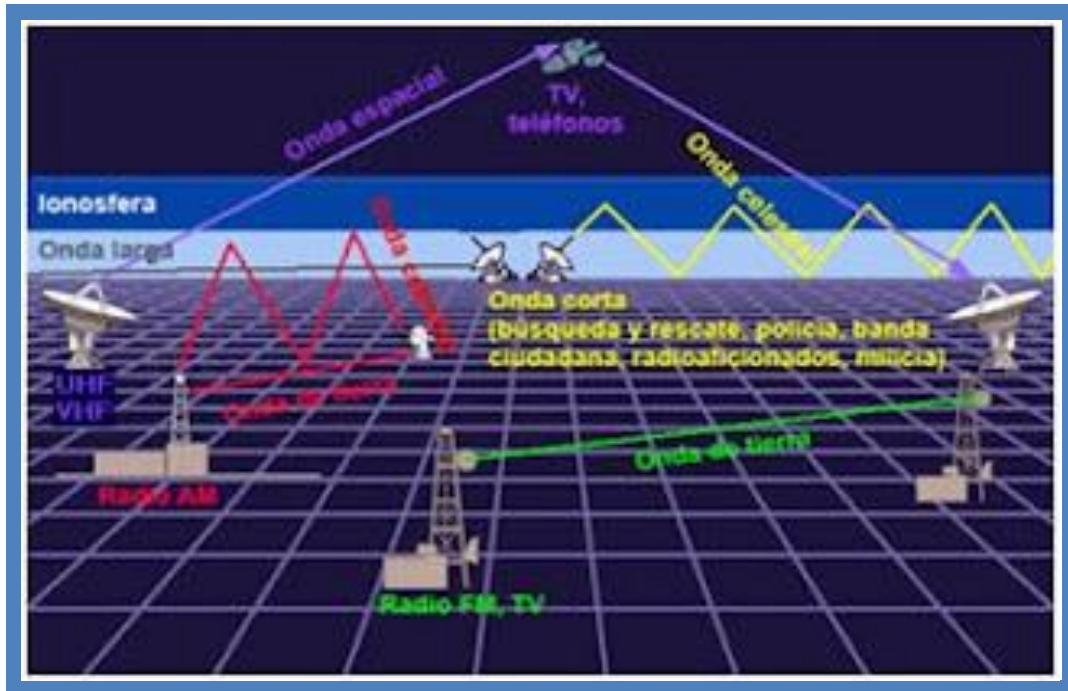 Onda espacial
TV,
teléfonos
Onda celeste
Ionosfera
Onda larga
Onda celeste
Onda corta
(búsqueda y rescate, policía, banda
ciudadana, radioaficionados, milicia)
UHF
VHF
Onda de tierra
Onda de tierra
Radio AM
Radio FM, TV